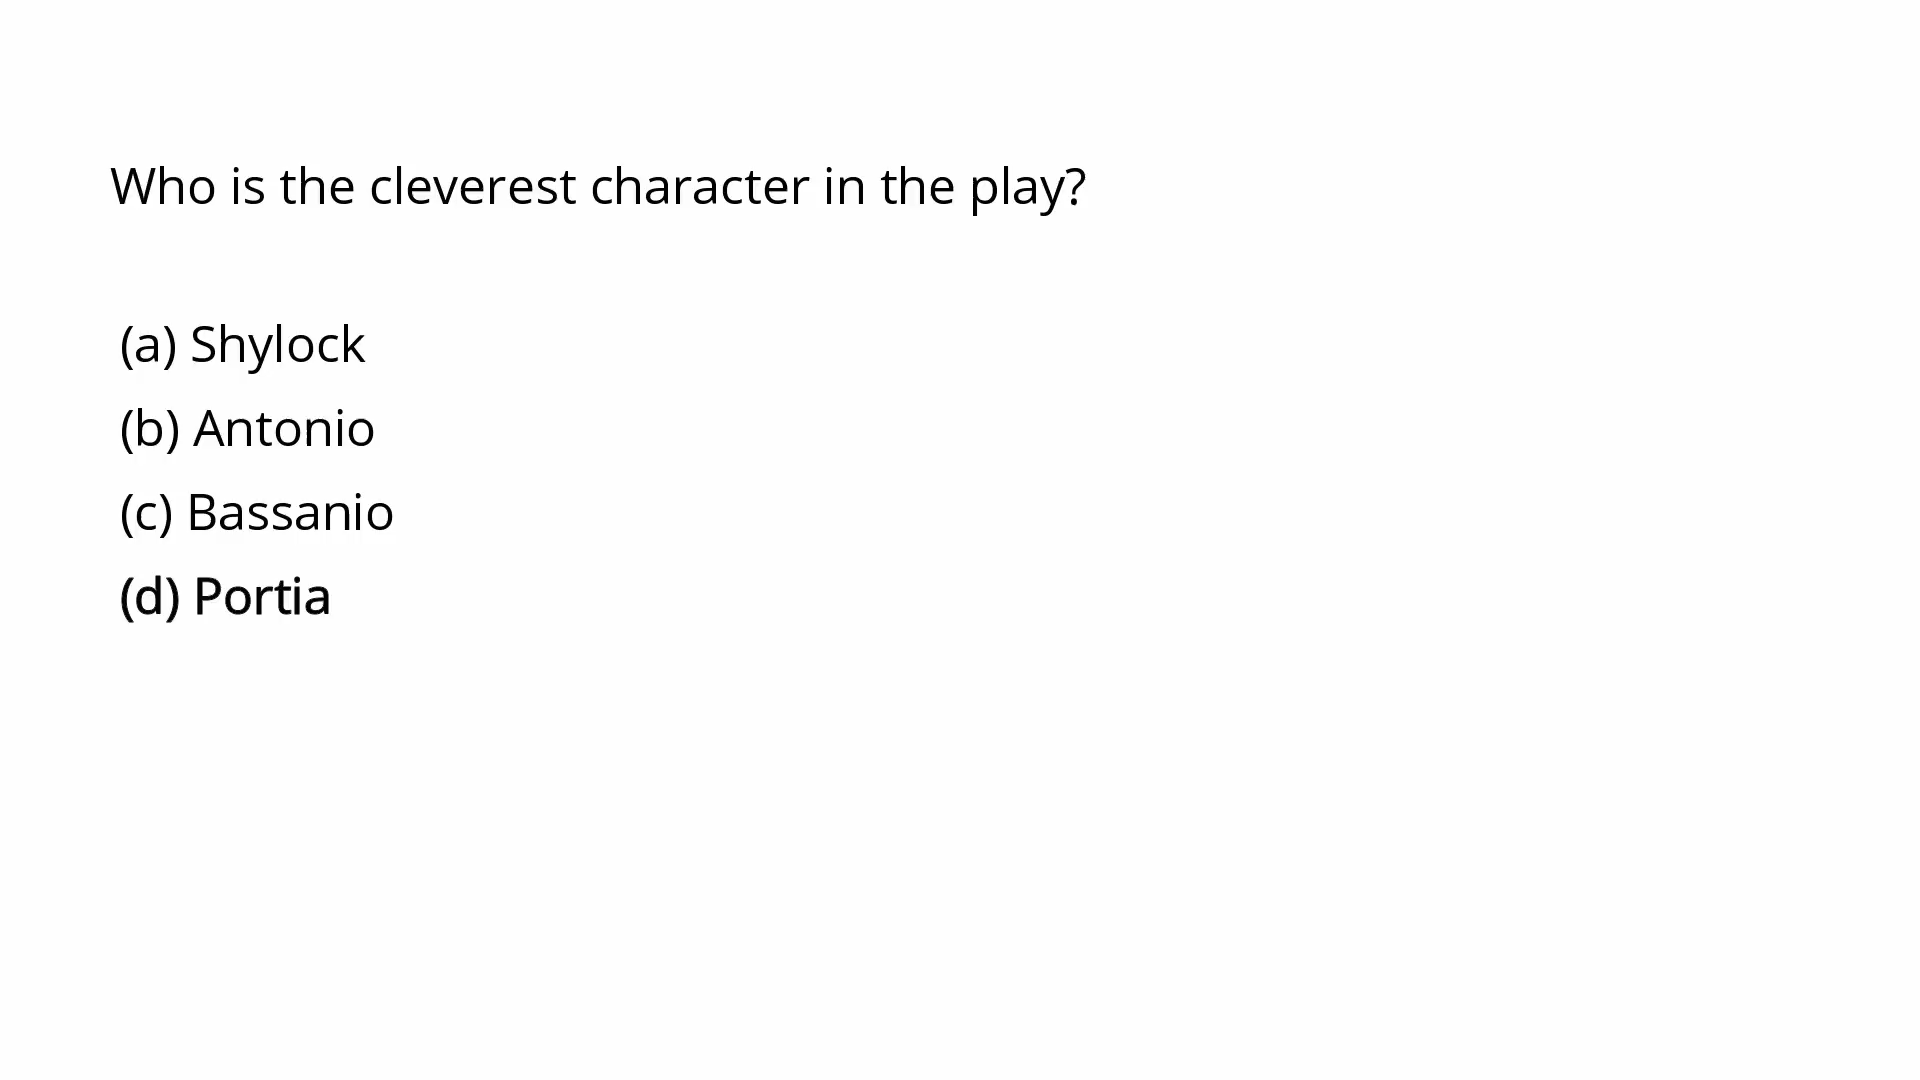 Who is the cleverest character in the play?
(a) Shylock
(b) Antonio
(c) Bassanio
(d) Portia